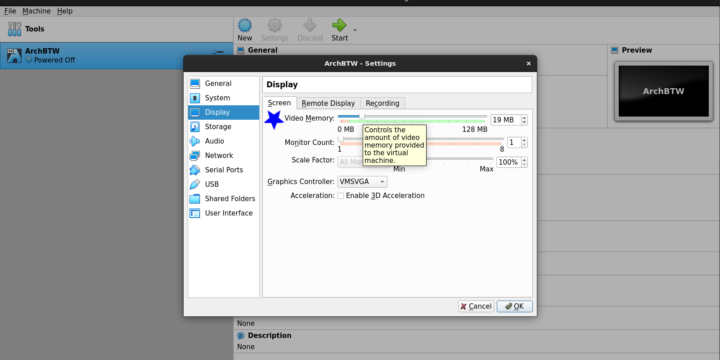 File Machine Help
Tools
New Settings Discard Start
ArchBTW
Powered Off
General
Preview
ArchBTW
ArchBTW - Settings
General
System
Display
Storage
Audio
Network
Serial Ports
USB
Shared Folders
User Interface
Display
Screen Remote Display Recording
Video Memory: 19 MB
0 MB 128 MB
Controls the
amount of video
memory provided
to the virtual
machine.
Monitor Count: 1
1 8
Scale Factor: 100%
Min Max
Graphics Controller: VMSVGA
Acceleration: Enable 3D Acceleration
Cancel OK
None
Description
None